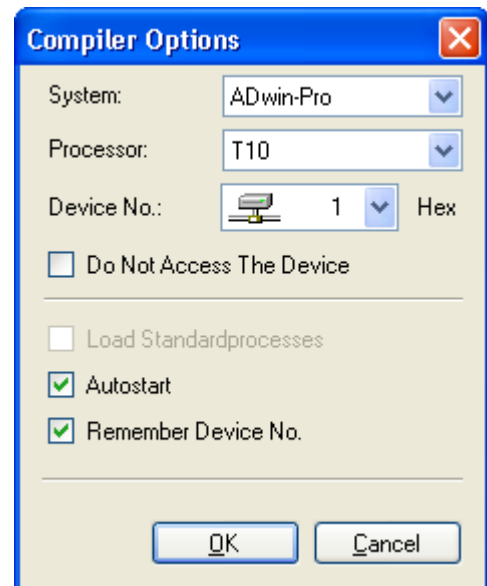 Compiler Options
System: ADwin-Pro
Processor: T10
Device No.: 1 Hex
Do Not Access The Device
Load Standardprocesses
Autostart
Remember Device No.
OK Cancel